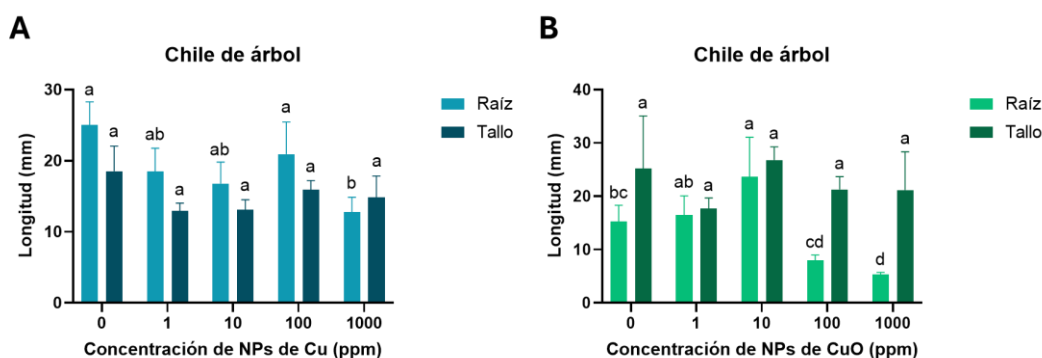 A
Chile de árbol
Longitud (mm)
30
20
10
0
a
a
ab
a
ab
a
a
a
b
a
0 1 10 100 1000
Concentración de NPs de Cu (ppm)
Raíz
Tallo
B
Chile de árbol
Longitud (mm)
40
30
20
10
0
bc
a
ab
a
a
a
cd
a
d
a
0 1 10 100 1000
Concentración de NPs de CuO (ppm)
Raíz
Tallo